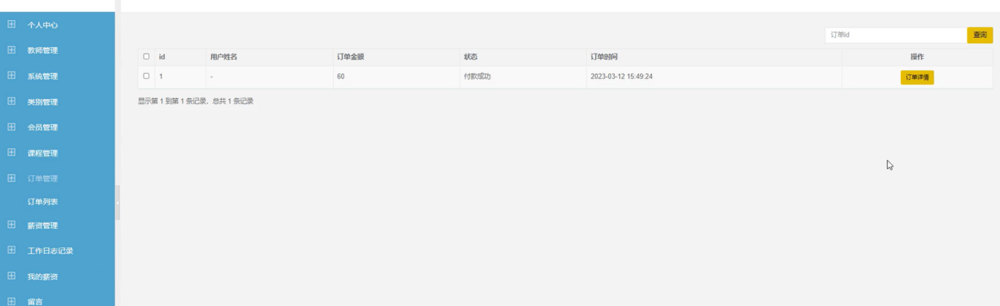 个人中心
教师管理
系统管理
类别管理
会员管理
课程管理
订单管理
订单列表
薪资管理
工作日志记录
我的薪资
留言
订单id 查询
id 用户姓名 订单金额 状态 订单时间 操作
1 - 60 付款成功 2023-03-12 15:49:24 订单详情
显示第 1 到第 1 条记录，总共 1 条记录